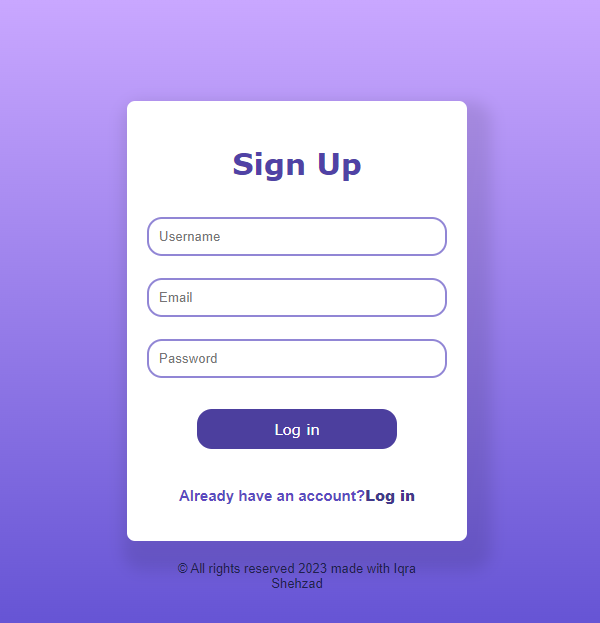 Sign Up
Username
Email
Password
Log in
Already have an account?Log in
© All rights reserved 2023 made with Iqra
Shehzad